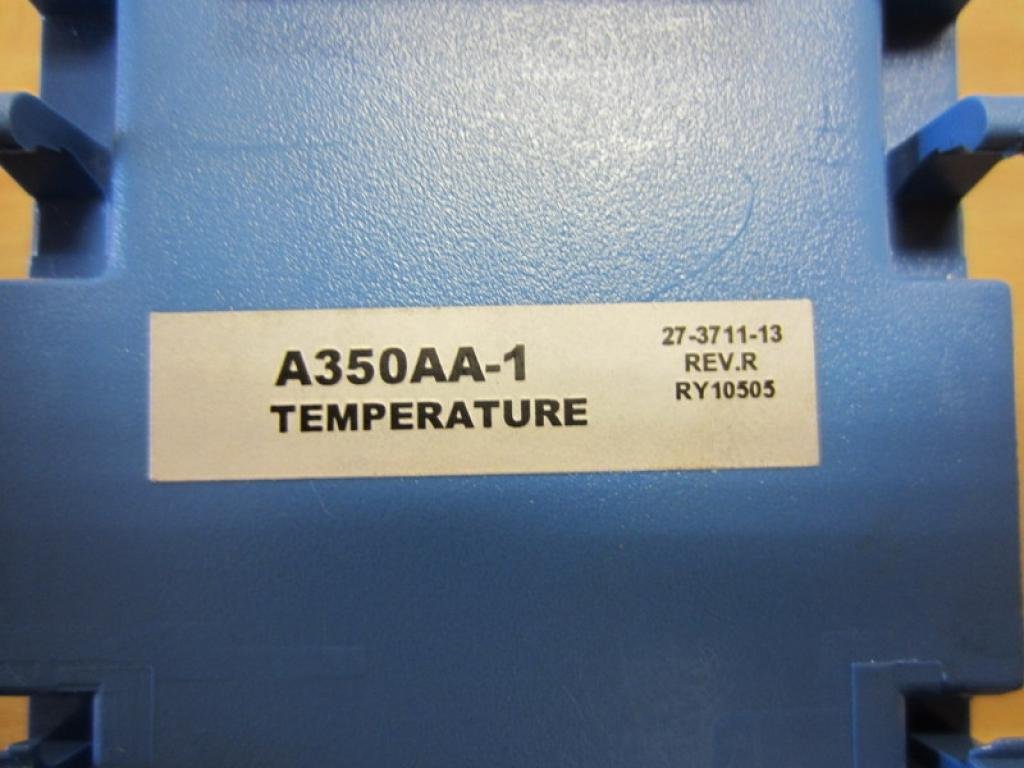 A350AA-1
TEMPERATURE
27-3711-13
REV.R
RY10505